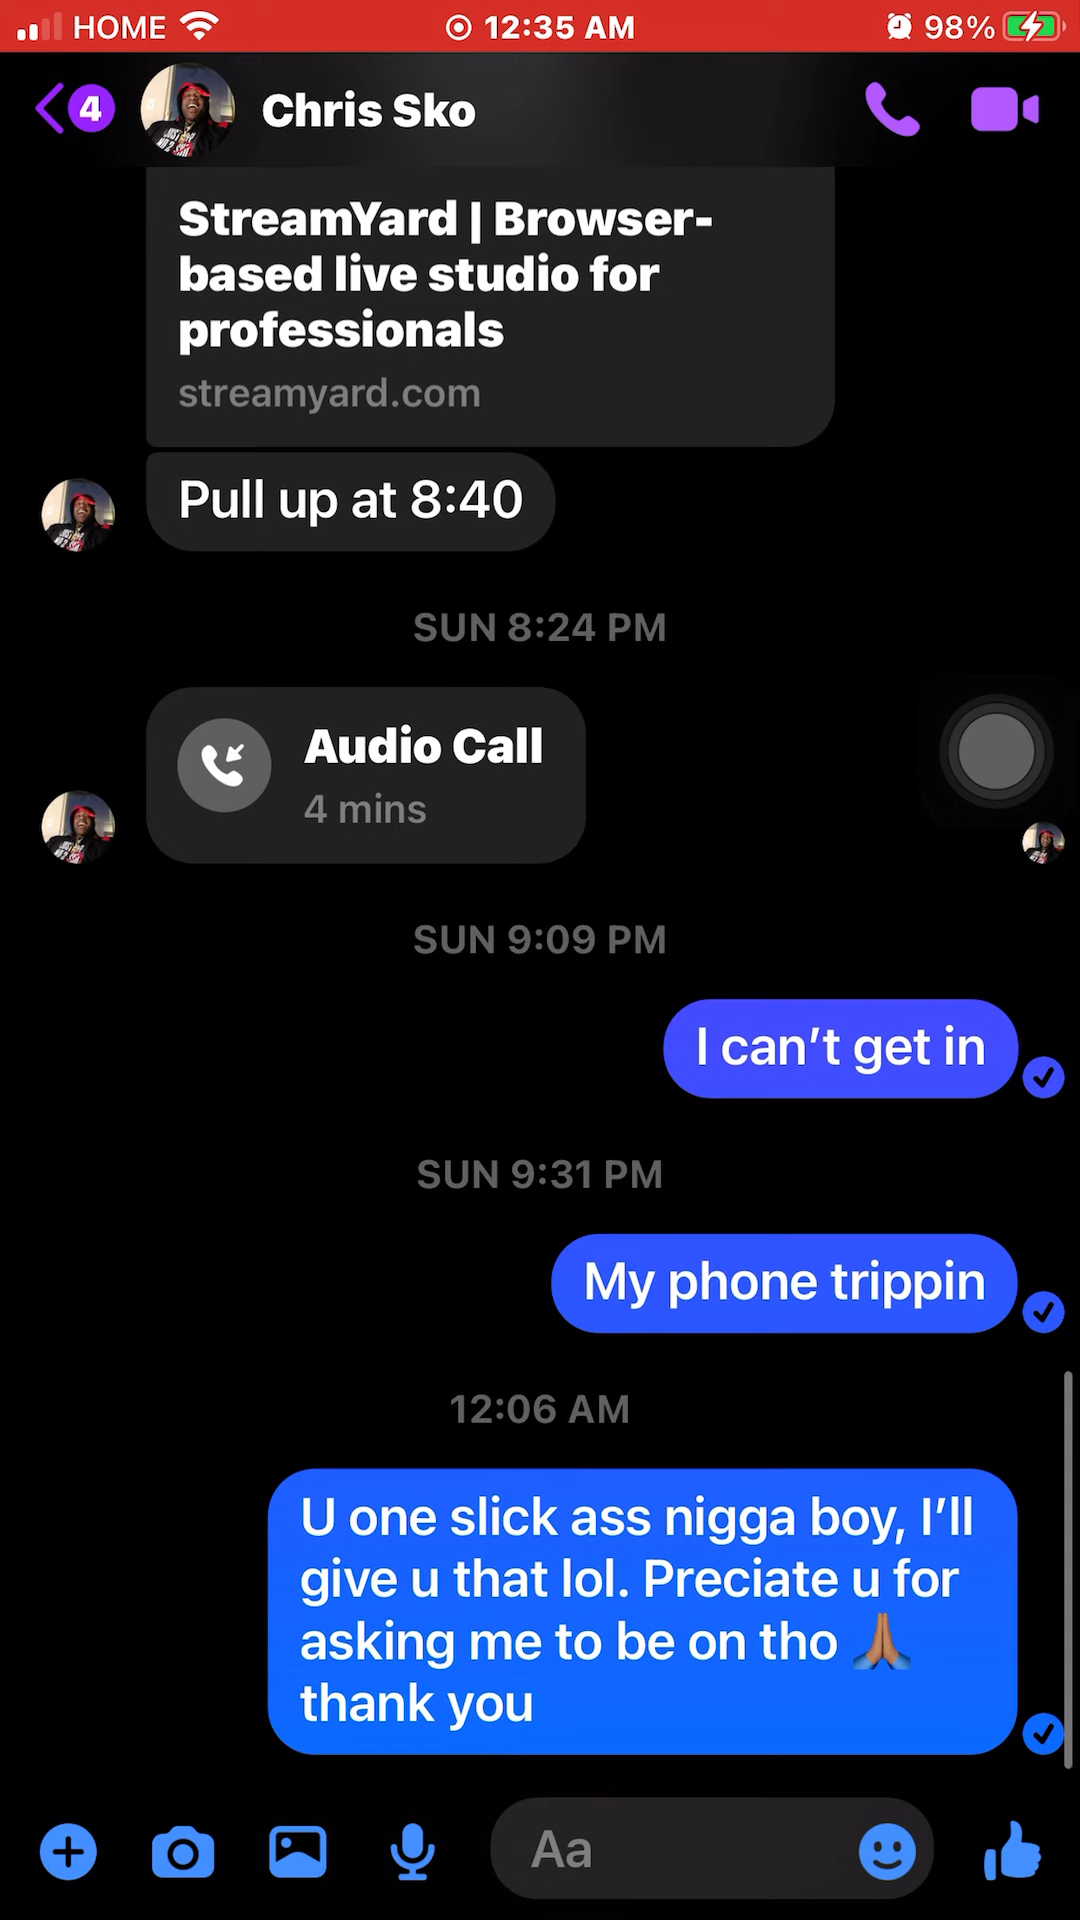 HOME 12:35 AM 98%
4 Chris Sko
StreamYard | Browser-
based live studio for
professionals
streamyard.com
Pull up at 8:40
SUN 8:24 PM
Audio Call
4 mins
SUN 9:09 PM
I can’t get in
SUN 9:31 PM
My phone trippin
12:06 AM
U one slick ass nigga boy, I’ll
give u that lol. Preciate u for
asking me to be on tho 🙏🏾
thank you
Aa